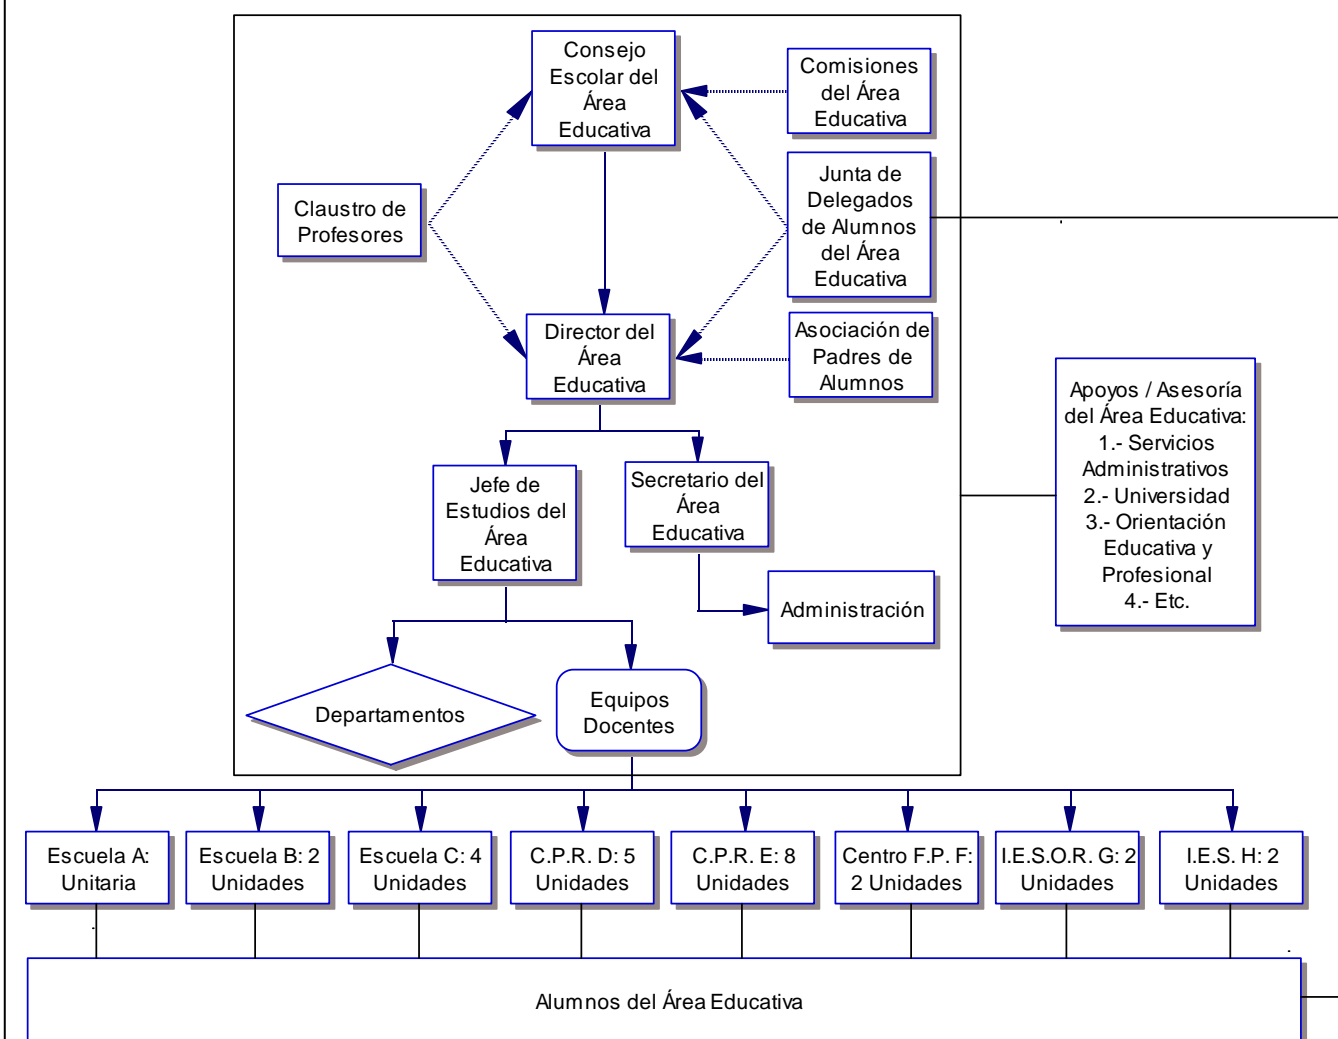 Consejo
Escolar del
Área
Educativa
Comisiones
del Área
Educativa
Claustro de
Profesores
Junta de
Delegados
de Alumnos
del Área
Educativa
Director del
Área
Educativa
Asociación de
Padres de
Alumnos
Apoyos / Asesoría
del Área Educativa:
1.- Servicios
Administrativos
2.- Universidad
3.- Orientación
Educativa y
Profesional
4.- Etc.
Jefe de
Estudios del
Área
Educativa
Secretario del
Área
Educativa
Administración
Departamentos
Equipos
Docentes
Escuela A:
Unitaria
Escuela B: 2
Unidades
Escuela C: 4
Unidades
C.P.R. D: 5
Unidades
C.P.R. E: 8
Unidades
Centro F.P. F:
2 Unidades
I.E.S.O.R. G: 2
Unidades
I.E.S. H: 2
Unidades
Alumnos del Área Educativa